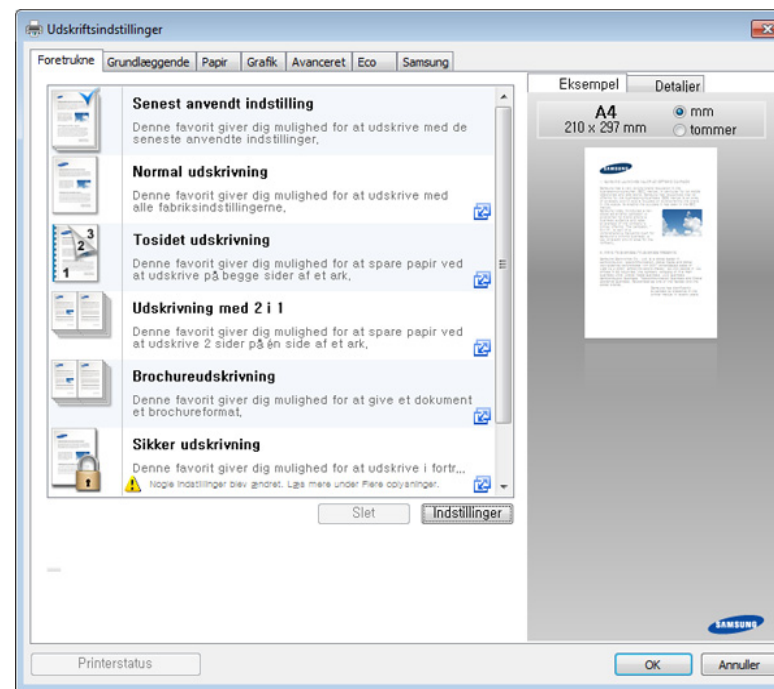 Udskriftsindstillinger
Foretrukne Grundlæggende Papir Grafik Avanceret Eco Samsung
Senest anvendt indstilling
Denne favorit giver dig mulighed for at udskrive med de
seneste anvendte indstillinger.
Normal udskrivning
Denne favorit giver dig mulighed for at udskrive med
alle fabriksindstillingerne.
3
2
1
Tosidet udskrivning
Denne favorit giver dig mulighed for at spare papir ved
at udskrive på begge sider af et ark.
Udskrivning med 2 i 1
Denne favorit giver dig mulighed for at spare papir ved
at udskrive 2 sider på én side af et ark.
Brochureudskrivning
Denne favorit giver dig mulighed for at give et dokument
et brochureformat.
Sikker udskrivning
Denne favorit giver dig mulighed for at udskrive i fortr...
Nogle indstillinger blev ændret. Læs mere under Flere oplysninger.
Slet Indstillinger
Eksempel Detaljer
A4
210 x 297 mm
mm
tommer
SAMSUNG
SAMSUNG
Printerstatus
OK Annuller